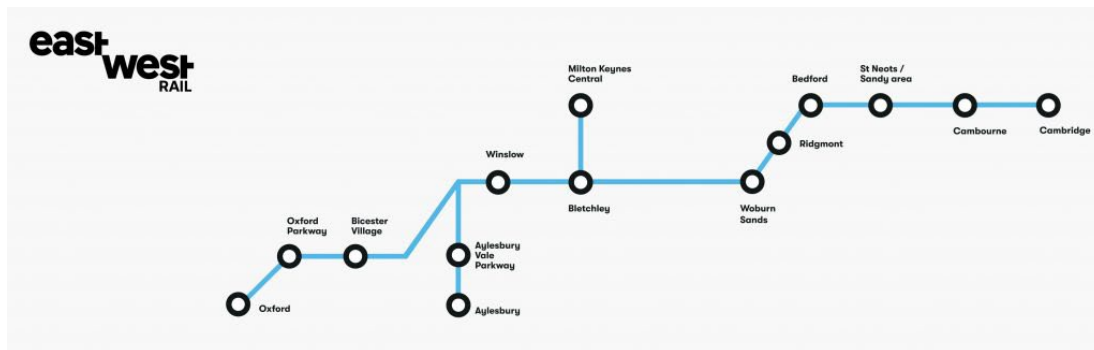 east
west
RAIL
Milton Keynes
Central
Bedford
St Neots /
Sandy area
Cambourne
Cambridge
Ridgmont
Winslow
Bletchley
Woburn
Sands
Oxford
Parkway
Bicester
Village
Aylesbury
Vale
Parkway
Oxford
Aylesbury